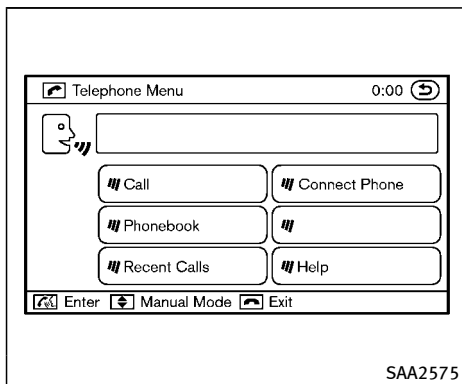 Telephone Menu 0:00
Call Connect Phone
Phonebook
Recent Calls Help
Enter Manual Mode Exit
SAA2575